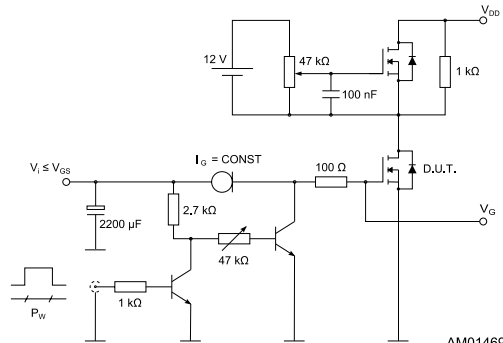 V_DD
12 V
47 kΩ
1 kΩ
100 nF
V_i ≤ V_GS
I_G = CONST
100 Ω
D.U.T.
2.7 kΩ
2200 μF
47 kΩ
V_G
1 kΩ
P_W
AM01469